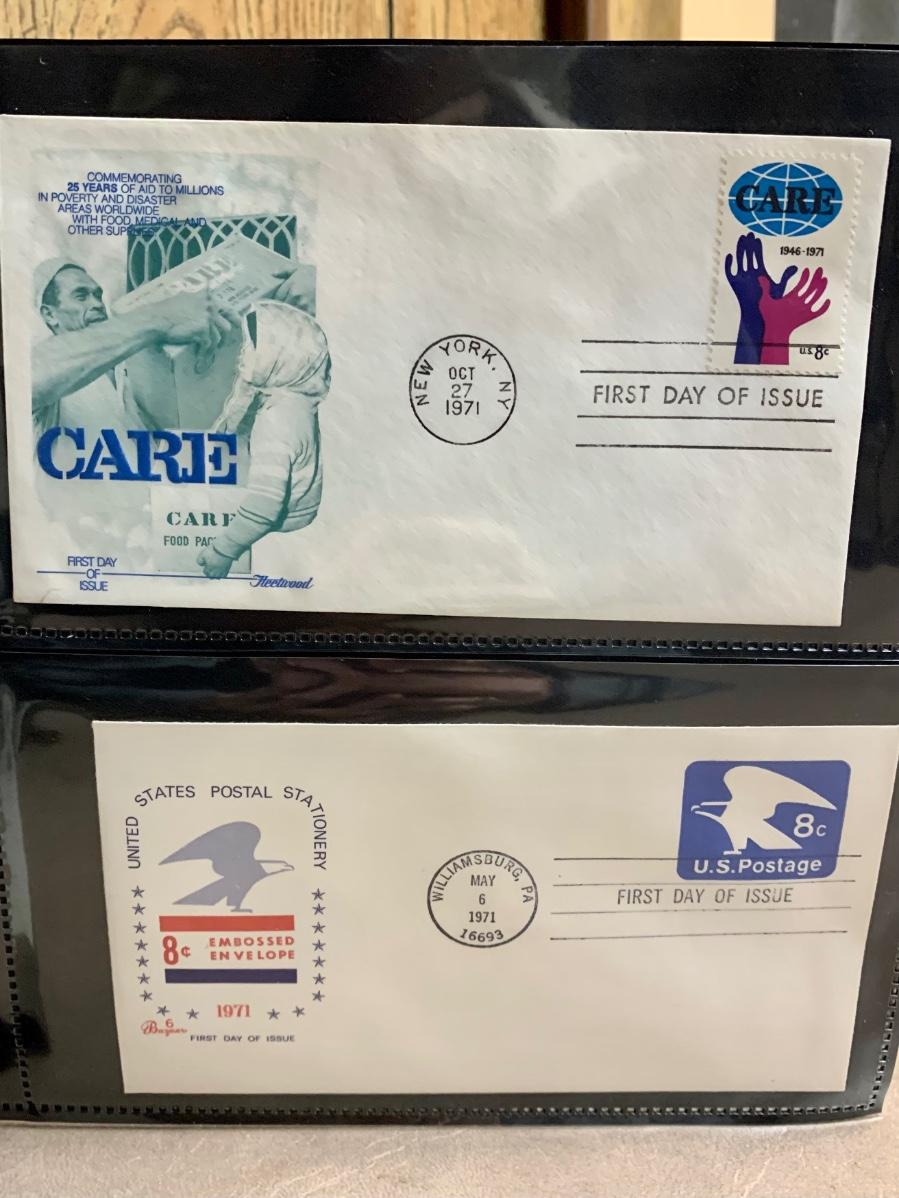 COMMEMORATING
25 YEARS OF AID TO MILLIONS
IN POVERTY AND DISASTER
AREAS WORLDWIDE
WITH FOOD, MEDICAL AND
OTHER SUPPLIES
CARE
CARE
CARE
FOOD PAC
FIRST DAY
OF
ISSUE
Fleetwood
NEW YORK, NY
OCT
27
1971
CARE
1946-1971
U.S. 8c
FIRST DAY OF ISSUE
UNITED STATES POSTAL STATIONERY
8¢ EMBOSSED
ENVELOPE
1971
6
Bazaar
FIRST DAY OF ISSUE
WILLIAMSBURG, PA
MAY
6
1971
16693
8c
U.S. Postage
FIRST DAY OF ISSUE